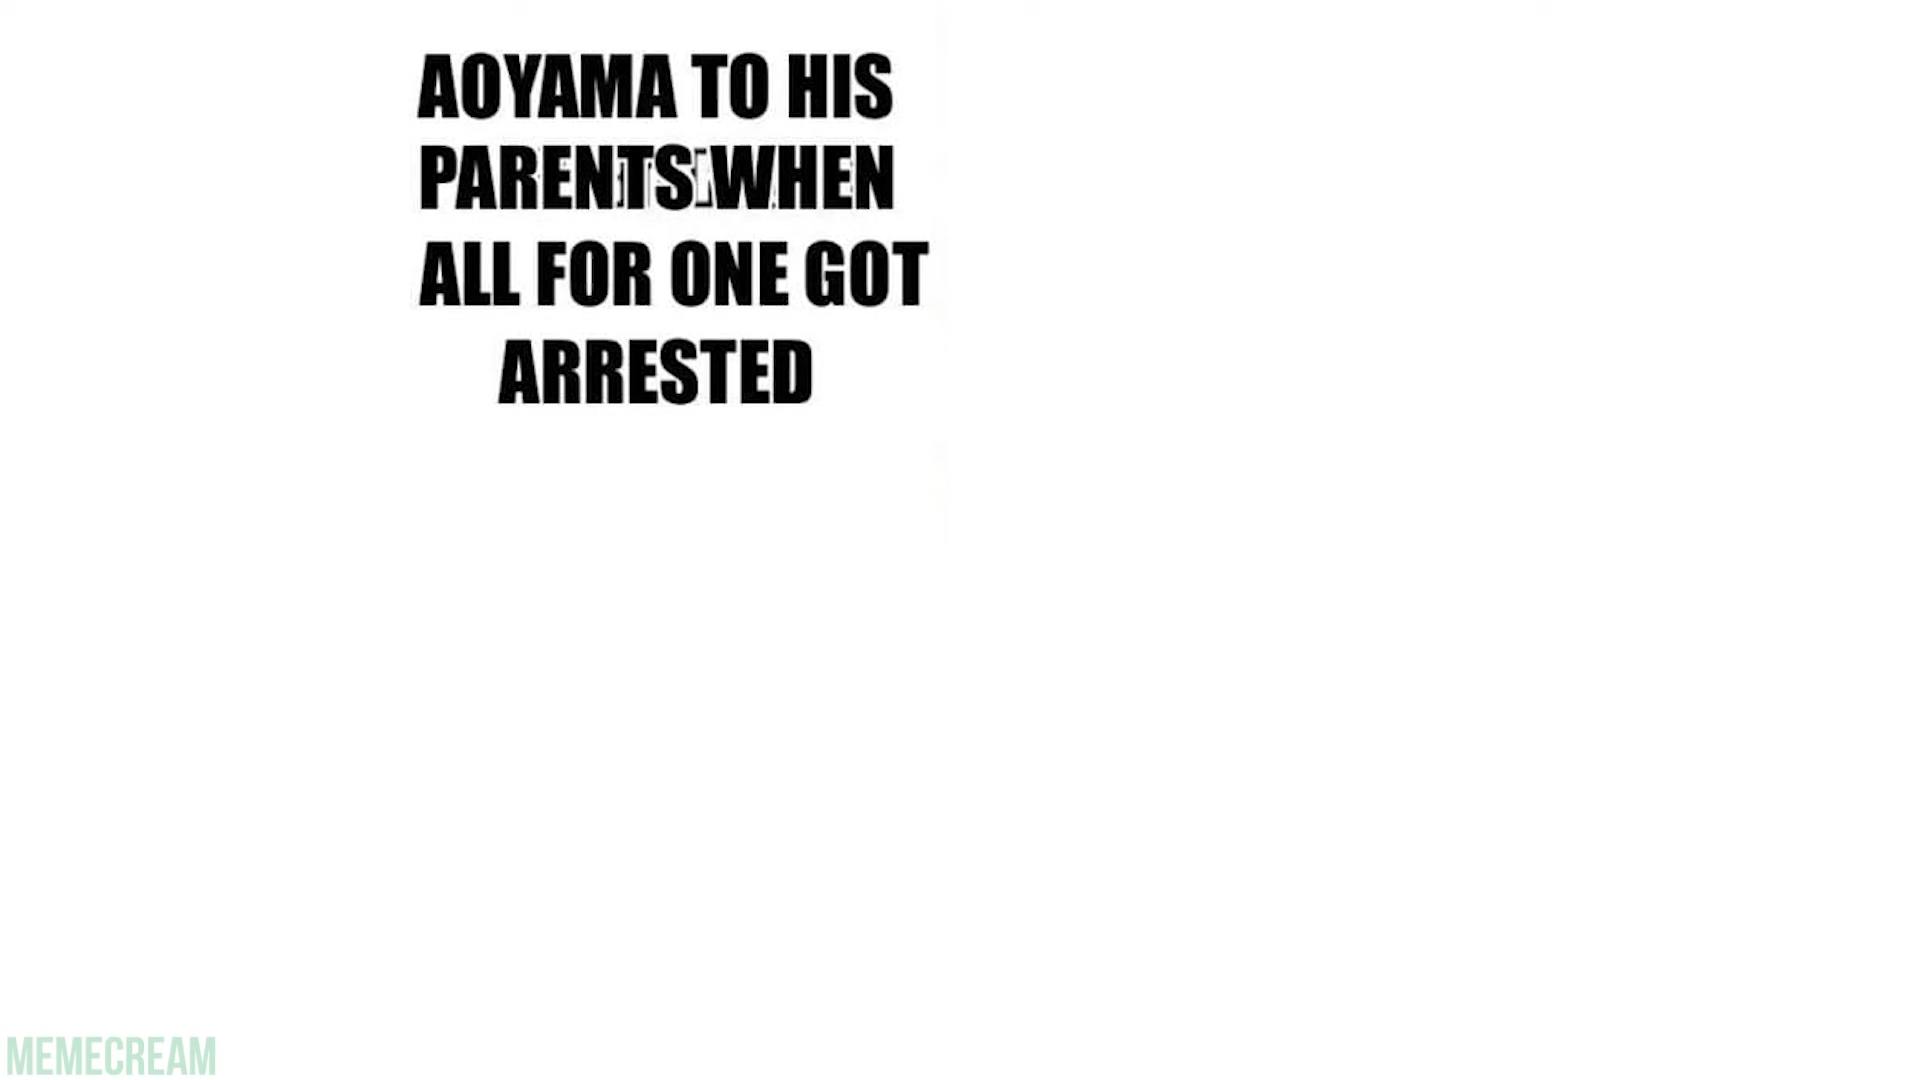 AOYAMA TO HIS
PARENTS WHEN
ALL FOR ONE GOT
ARRESTED
MEMECREAM